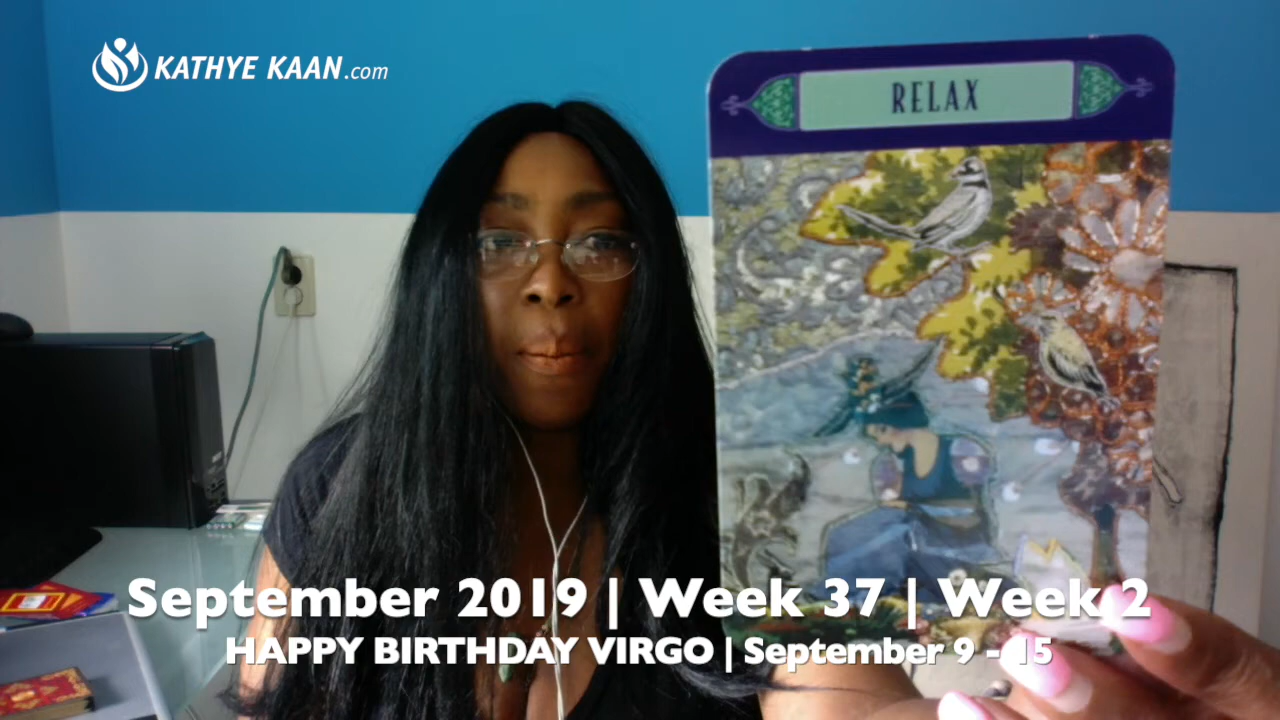 KATHYE KAAN.com
RELAX
September 2019 | Week 37 | Week 2
HAPPY BIRTHDAY VIRGO | September 9 - 15